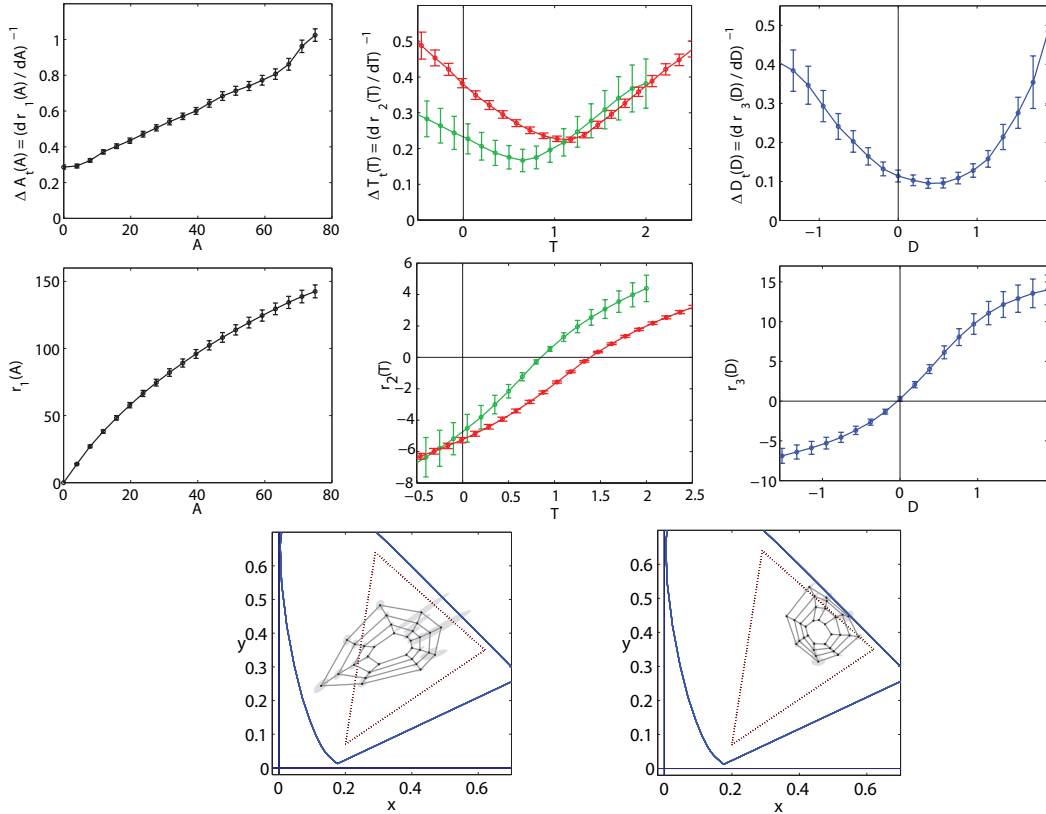 Δ A_t(A) = (d r_1(A) / dA)^{-1}
1
0.8
0.6
0.4
0.2
0
0 20 40 60 80
A
Δ T_t(T) = (d r_2(T) / dT)^{-1}
0.5
0.4
0.3
0.2
0.1
0
0 1 2
T
Δ D_t(D) = (d r_3(D) / dD)^{-1}
0.5
0.4
0.3
0.2
0.1
0
−1 0 1
D
r_1(A)
150
100
50
0
0 20 40 60 80
A
r_2(T)
6
4
2
0
−2
−4
−6
−8
−0.5 0 0.5 1 1.5 2 2.5
T
r_3(D)
15
10
5
0
−5
−10
−1 0 1
D
y
0.6
0.5
0.4
0.3
0.2
0.1
0
0 0.2 0.4 0.6
x
y
0.6
0.5
0.4
0.3
0.2
0.1
0
0 0.2 0.4 0.6
x